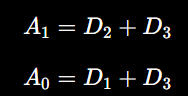 A₁ = D₂ + D₃
A₀ = D₁ + D₃